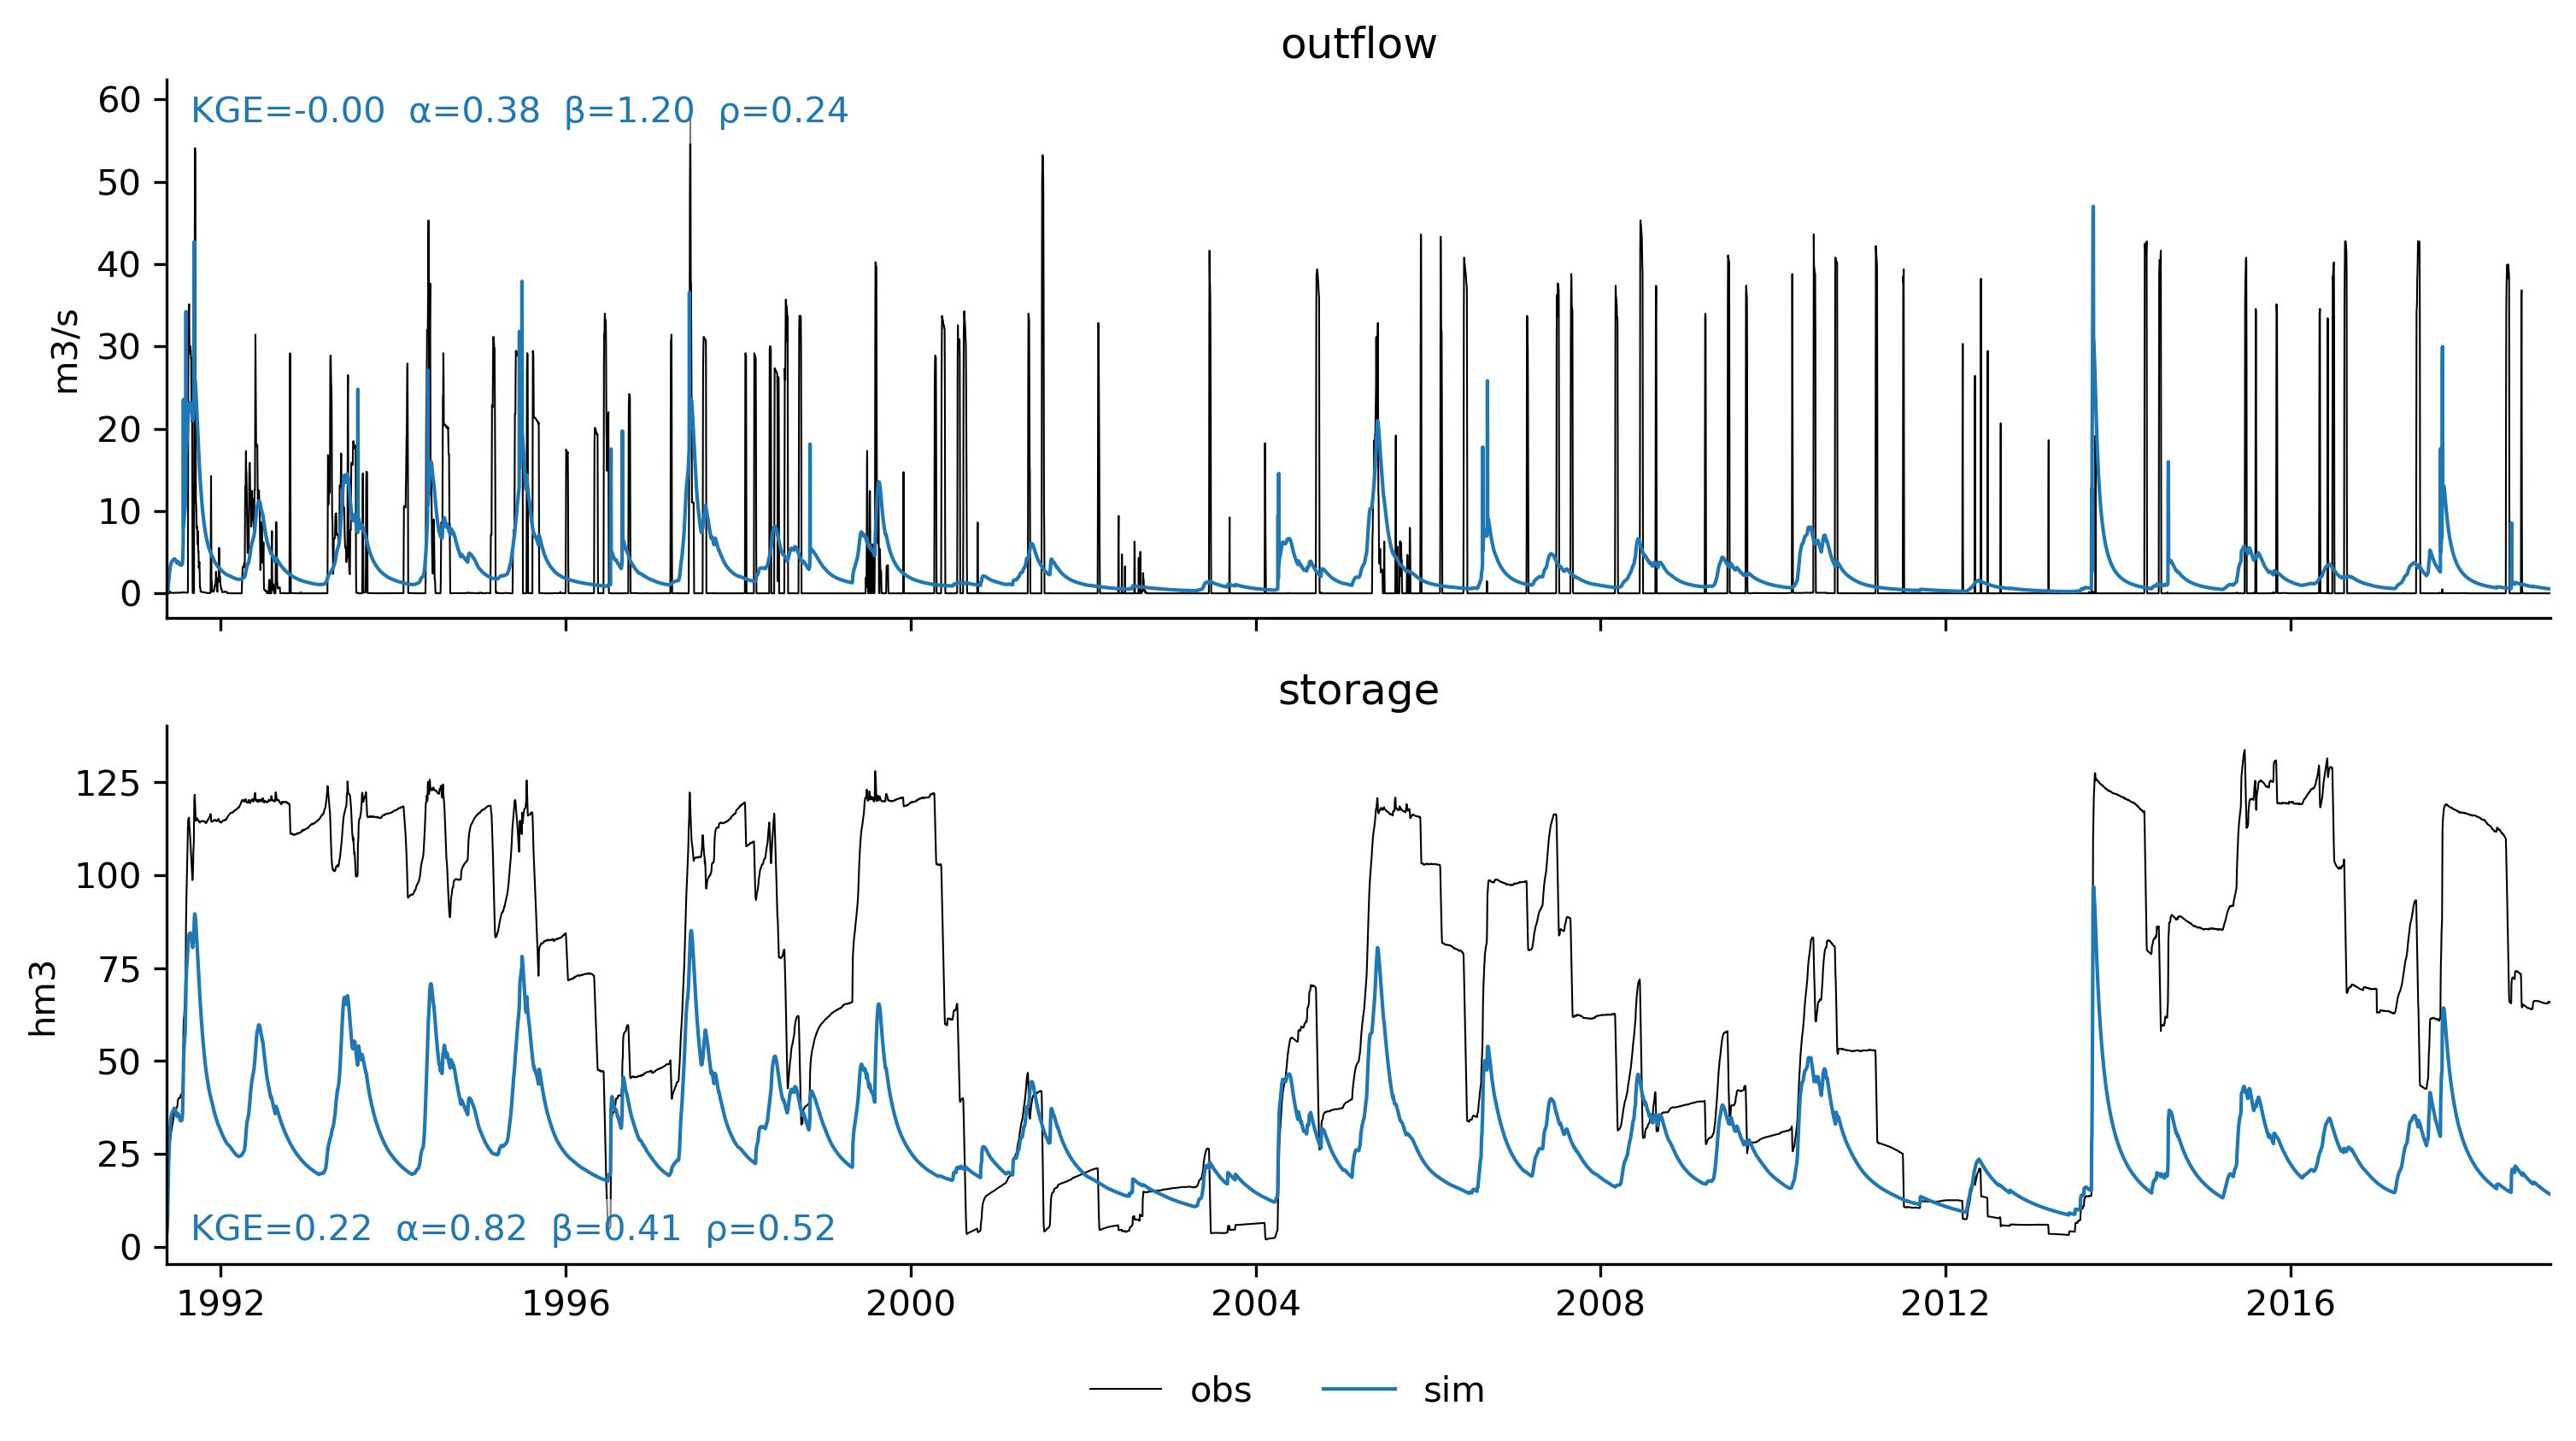 outflow
60
50
40
30
20
10
0
m3/s
KGE=-0.00 α=0.38 β=1.20 ρ=0.24
storage
125
100
75
50
25
0
hm3
KGE=0.22 α=0.82 β=0.41 ρ=0.52
1992 1996 2000 2004 2008 2012 2016
obs sim